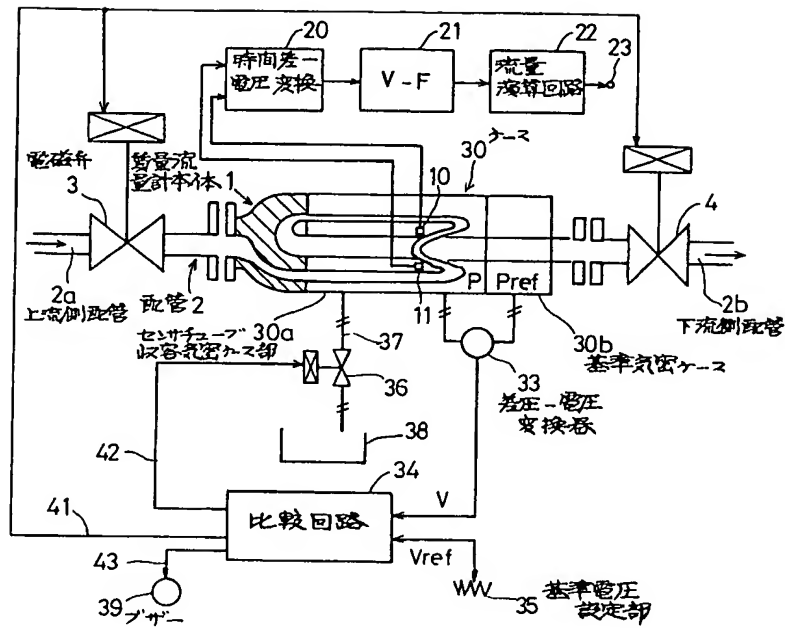 20
21
22
23
時間差-
電圧変換
V-F
流量
演算回路
電磁弁
質量流
量計本体
1
3
30
ケース
10
4
2a
上流側配管
配管2
30a
センサチューブ
収容気密ケース部
11
P
Pref
30b
基準気密ケース
2b
下流側配管
37
36
33
差圧-電圧
変換器
38
42
34
V
比較回路
41
43
Vref
39
ブザー
35
基準電圧
設定部